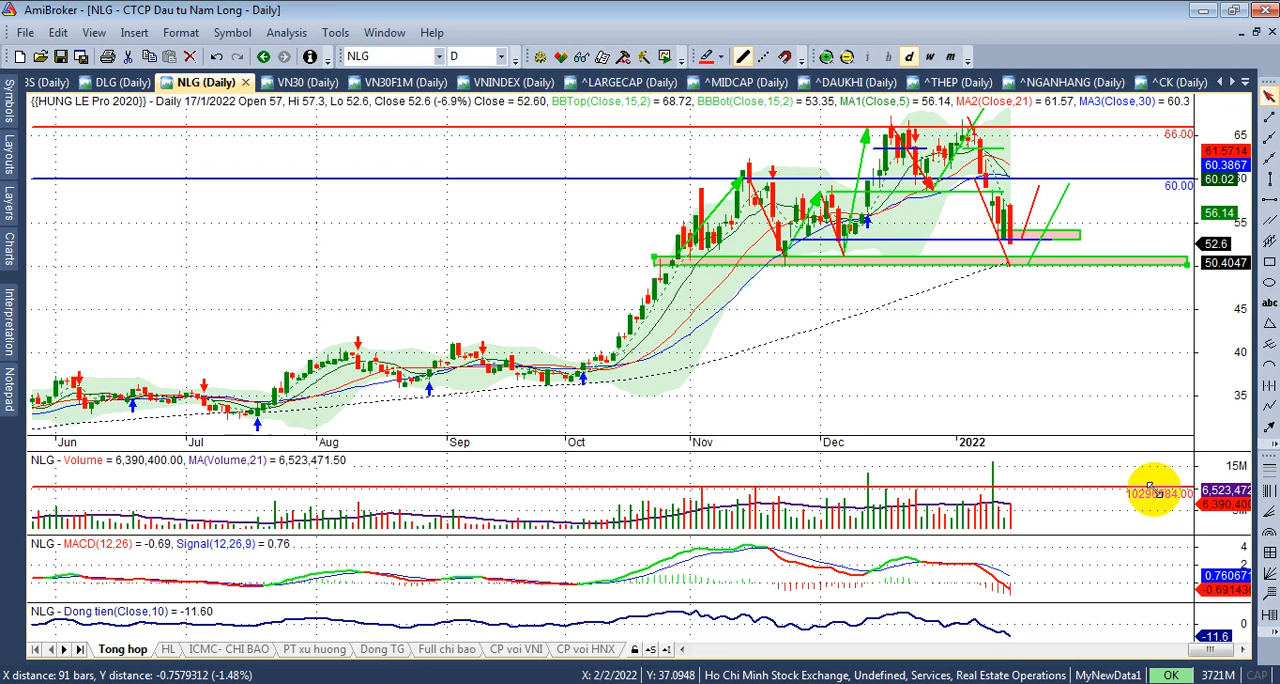 AmiBroker - [NLG - CTCP Dau tu Nam Long - Daily]
File Edit View Insert Format Symbol Analysis Tools Window Help
NLG D i h d w m
3S (Daily) DLG (Daily) NLG (Daily) VN30 (Daily) VN30F1M (Daily) VNINDEX (Daily) ^LARGECAP (Daily) ^MIDCAP (Daily) ^DAUKHI (Daily) ^THEP (Daily) ^NGANHANG (Daily) ^CK (Daily)
Symbols
Layouts
Layers
Charts
Interpretation
Notepad
{{HUNG LE Pro 2020}} - Daily 17/1/2022 Open 57, Hi 57.3, Lo 52.6, Close 52.6 (-6.9%) Close = 52.60, BBTop(Close,15,2) = 68.72, BBBot(Close,15,2) = 53.35, MA1(Close,5) = 56.14, MA2(Close,21) = 61.57, MA3(Close,30) = 60.3
66.00
65
61.5714
60.3867
60.02
60.00
56.14
55
52.6
50.4047
45
40
35
abc
Jun Jul Aug Sep Oct Nov Dec 2022
NLG - Volume = 6,390,400.00, MA(Volume,21) = 6,523,471.50
15M
6,523,472
6,390,400
NLG - MACD(12,26) = -0.69, Signal(12,26,9) = 0.76
4
2
0.76067
-0.69143
NLG - Dong tien(Close,10) = -11.60
0
-11.6
Tong hop HL ICMC- CHI BAO PT xu huong Dong TG Full chi bao CP voi VNI CP voi HNX
X distance: 91 bars, Y distance: -0.7579312 (-1.48%) X: 2/2/2022 Y: 37.0948 Ho Chi Minh Stock Exchange, Undefined, Services, Real Estate Operations MyNewData1 OK 3721M CAP